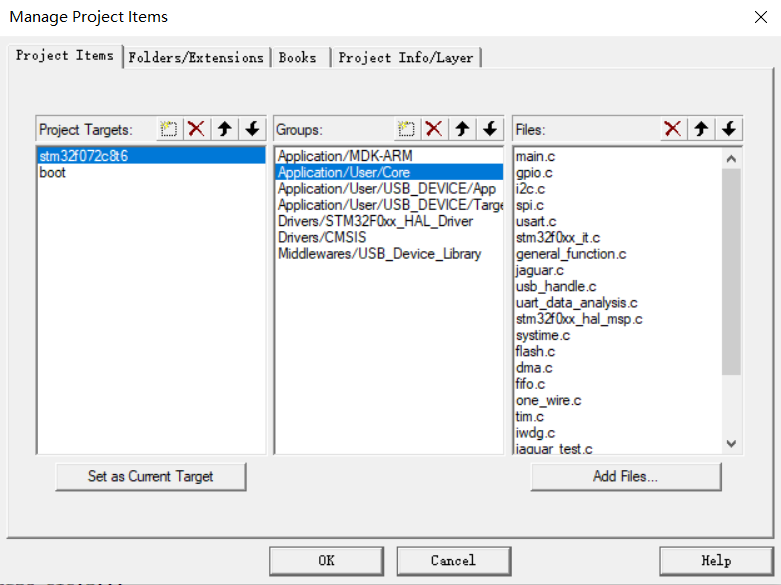 Manage Project Items
Project Items
Folders/Extensions
Books
Project Info/Layer
Project Targets:
stm32f072c8t6
boot
Set as Current Target
Groups:
Application/MDK-ARM
Application/User/Core
Application/User/USB_DEVICE/App
Application/User/USB_DEVICE/Targe
Drivers/STM32F0xx_HAL_Driver
Drivers/CMSIS
Middlewares/USB_Device_Library
Files:
main.c
gpio.c
i2c.c
spi.c
usart.c
stm32f0xx_it.c
general_function.c
jaguar.c
usb_handle.c
uart_data_analysis.c
stm32f0xx_hal_msp.c
systime.c
flash.c
dma.c
fifo.c
one_wire.c
tim.c
iwdg.c
jaguar_test.c
Add Files...
OK
Cancel
Help